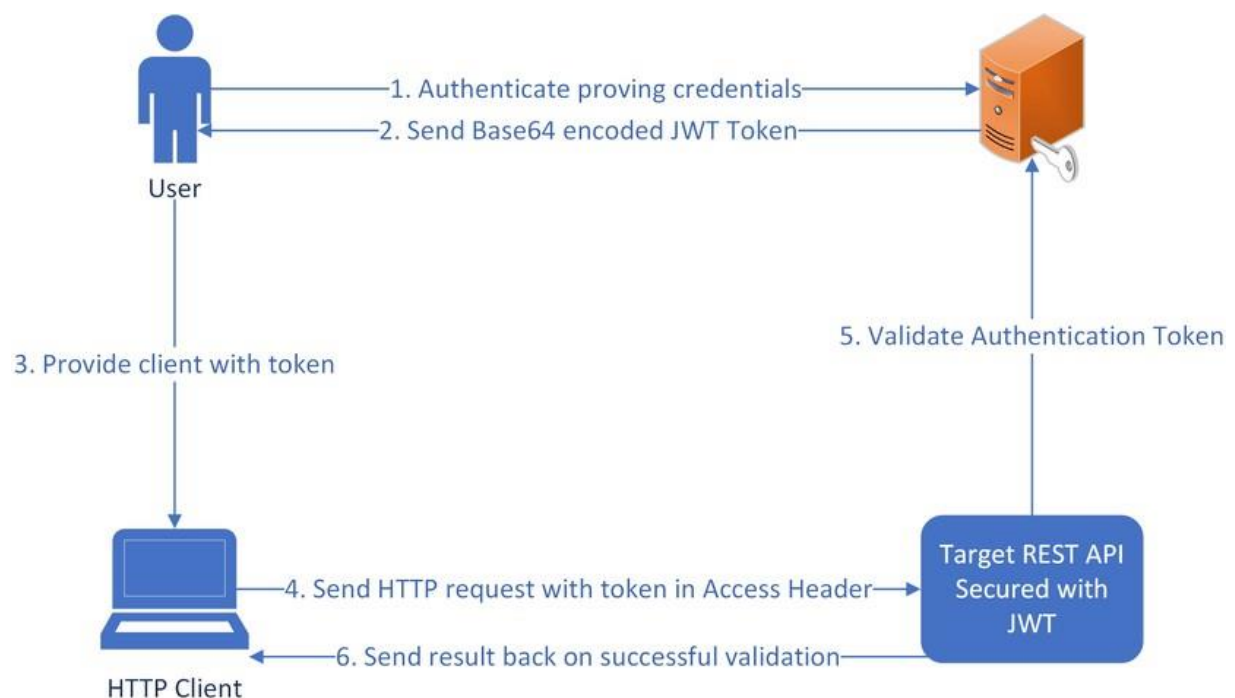 1. Authenticate proving credentials
2. Send Base64 encoded JWT Token
User
3. Provide client with token
5. Validate Authentication Token
Target REST API
Secured with
JWT
4. Send HTTP request with token in Access Header
6. Send result back on successful validation
HTTP Client